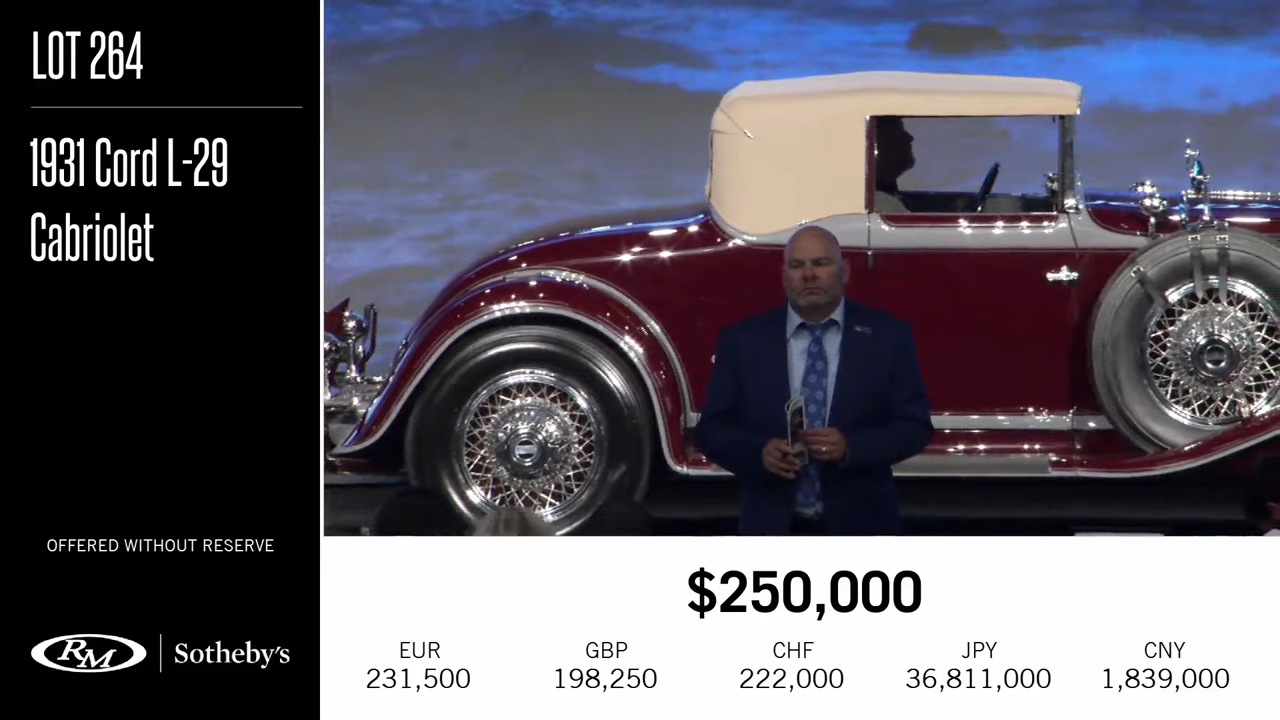 LOT 264
1931 Cord L-29
Cabriolet
OFFERED WITHOUT RESERVE
RM Sotheby's
$250,000
EUR GBP CHF JPY CNY
231,500 198,250 222,000 36,811,000 1,839,000